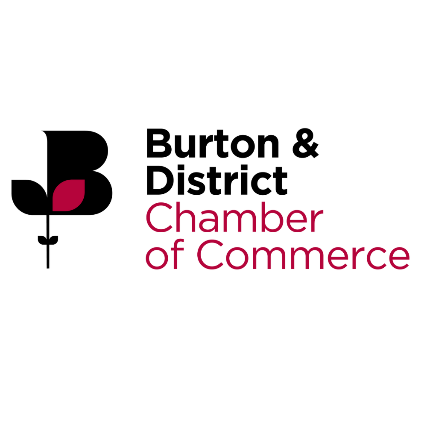 Burton &
District
Chamber
of Commerce